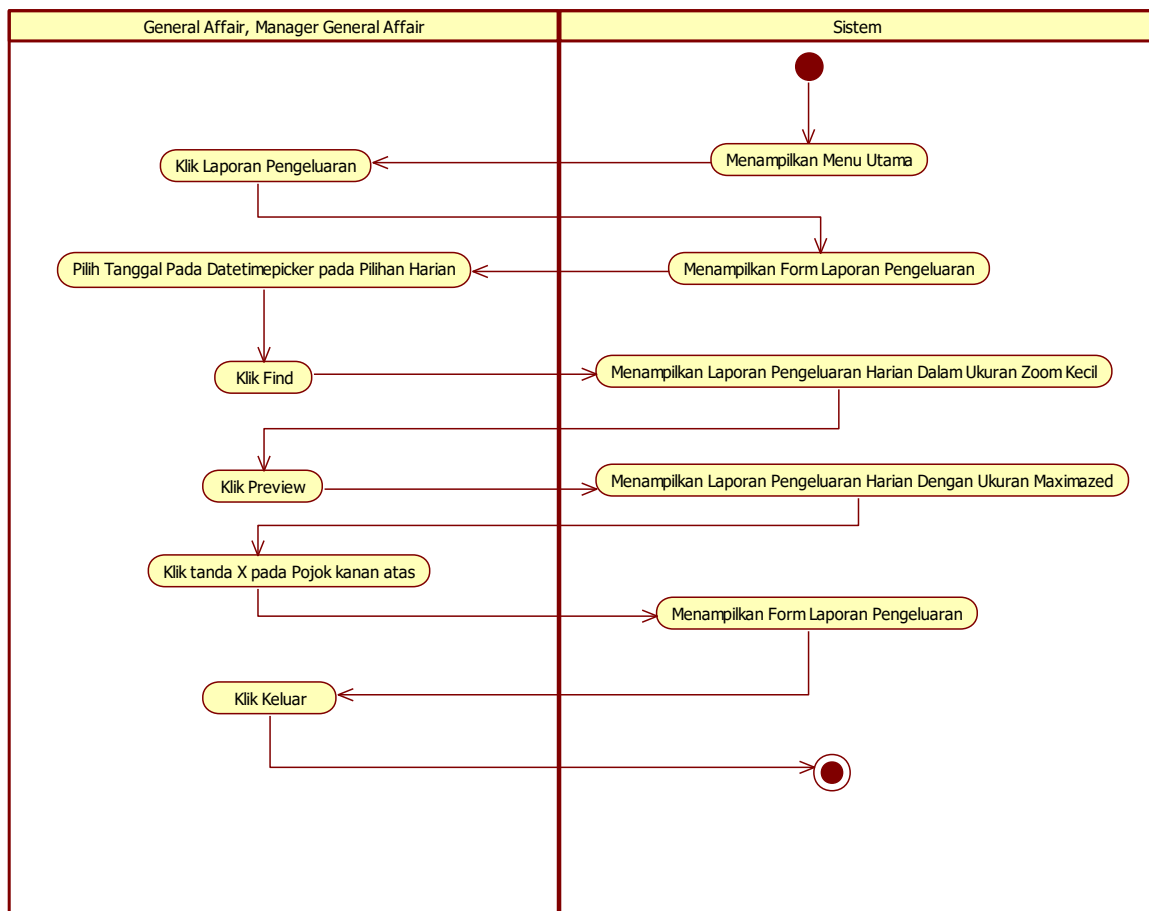 General Affair, Manager General Affair
Sistem
Menampilkan Menu Utama
Klik Laporan Pengeluaran
Menampilkan Form Laporan Pengeluaran
Pilih Tanggal Pada Datetimepicker pada Pilihan Harian
Klik Find
Menampilkan Laporan Pengeluaran Harian Dalam Ukuran Zoom Kecil
Klik Preview
Menampilkan Laporan Pengeluaran Harian Dengan Ukuran Maximazed
Klik tanda X pada Pojok kanan atas
Menampilkan Form Laporan Pengeluaran
Klik Keluar